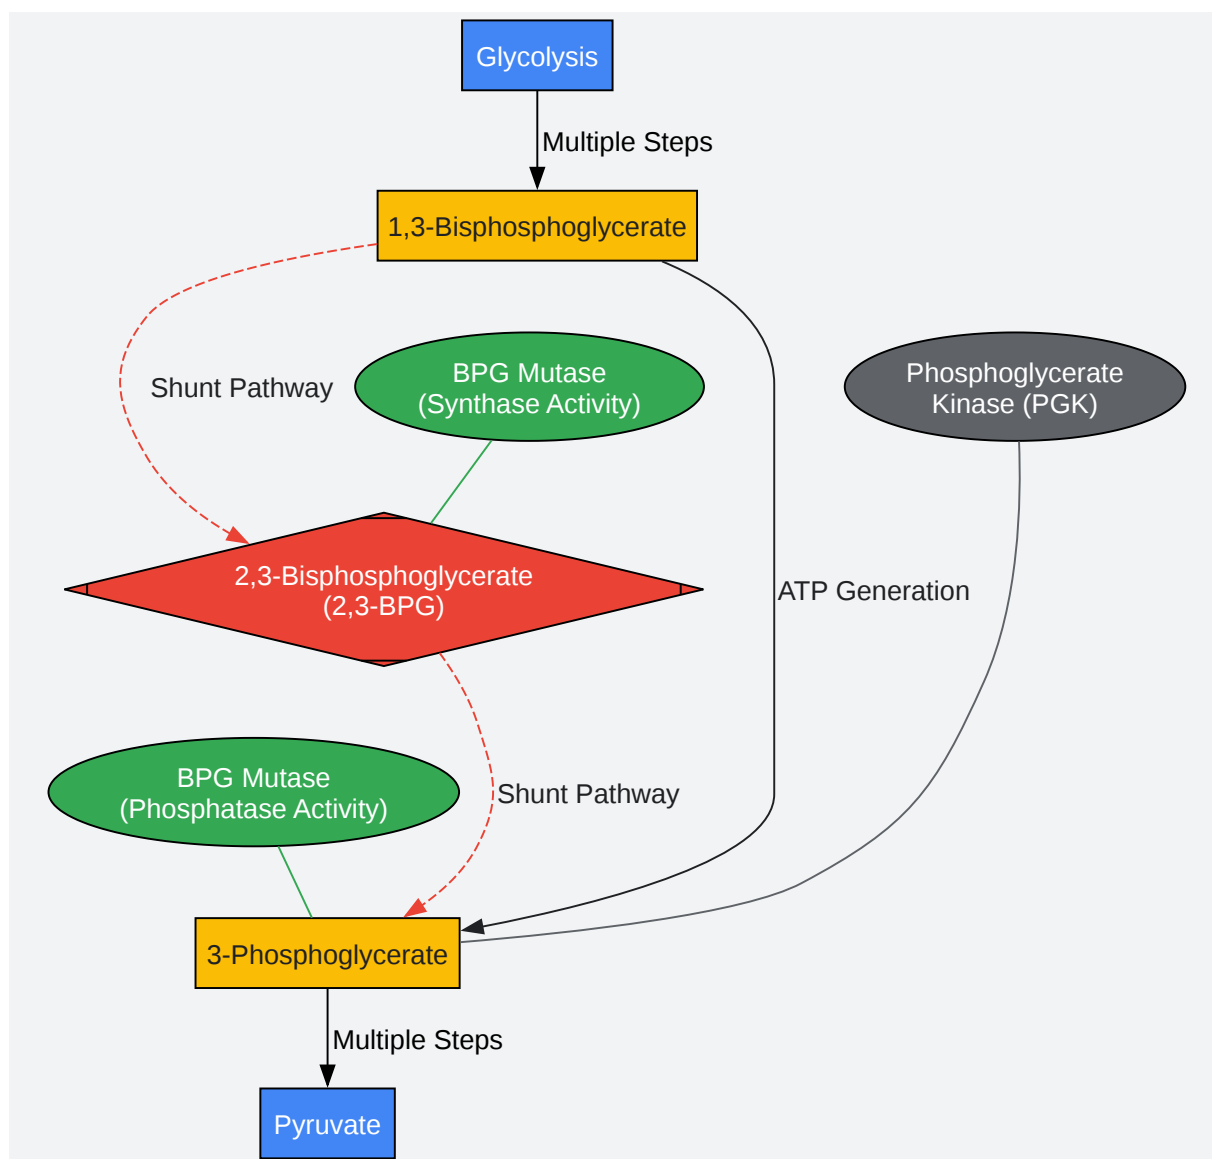 Glycolysis
Multiple Steps
1,3-Bisphosphoglycerate
Shunt Pathway
BPG Mutase
(Synthase Activity)
Phosphoglycerate
Kinase (PGK)
2,3-Bisphosphoglycerate
(2,3-BPG)
ATP Generation
BPG Mutase
(Phosphatase Activity)
Shunt Pathway
3-Phosphoglycerate
Multiple Steps
Pyruvate